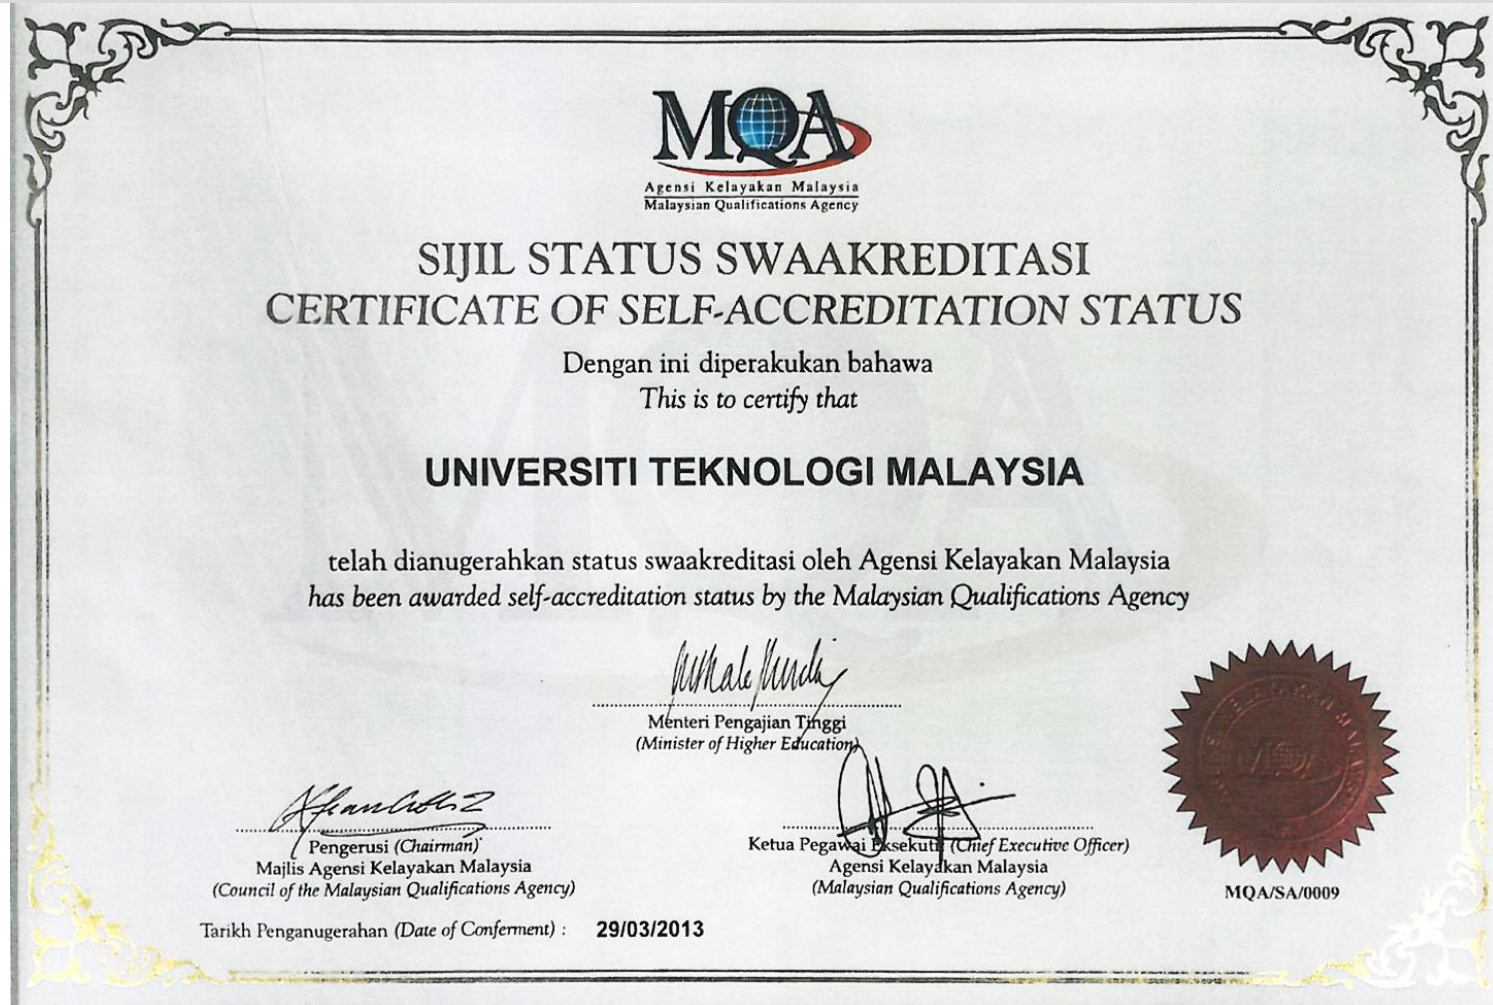 MQA
Agensi Kelayakan Malaysia
Malaysian Qualifications Agency
SIJIL STATUS SWAAKREDITASI
CERTIFICATE OF SELF-ACCREDITATION STATUS
Dengan ini diperakukan bahawa
This is to certify that
UNIVERSITI TEKNOLOGI MALAYSIA
telah dianugerahkan status swaakreditasi oleh Agensi Kelayakan Malaysia
has been awarded self-accreditation status by the Malaysian Qualifications Agency
Menteri Pengajian Tinggi
(Minister of Higher Education)
Pengerusi (Chairman)
Majlis Agensi Kelayakan Malaysia
(Council of the Malaysian Qualifications Agency)
Ketua Pegawai Eksekutif (Chief Executive Officer)
Agensi Kelayakan Malaysia
(Malaysian Qualifications Agency)
MQA
MQA/SA/0009
Tarikh Penganugerahan (Date of Conferment) : 29/03/2013